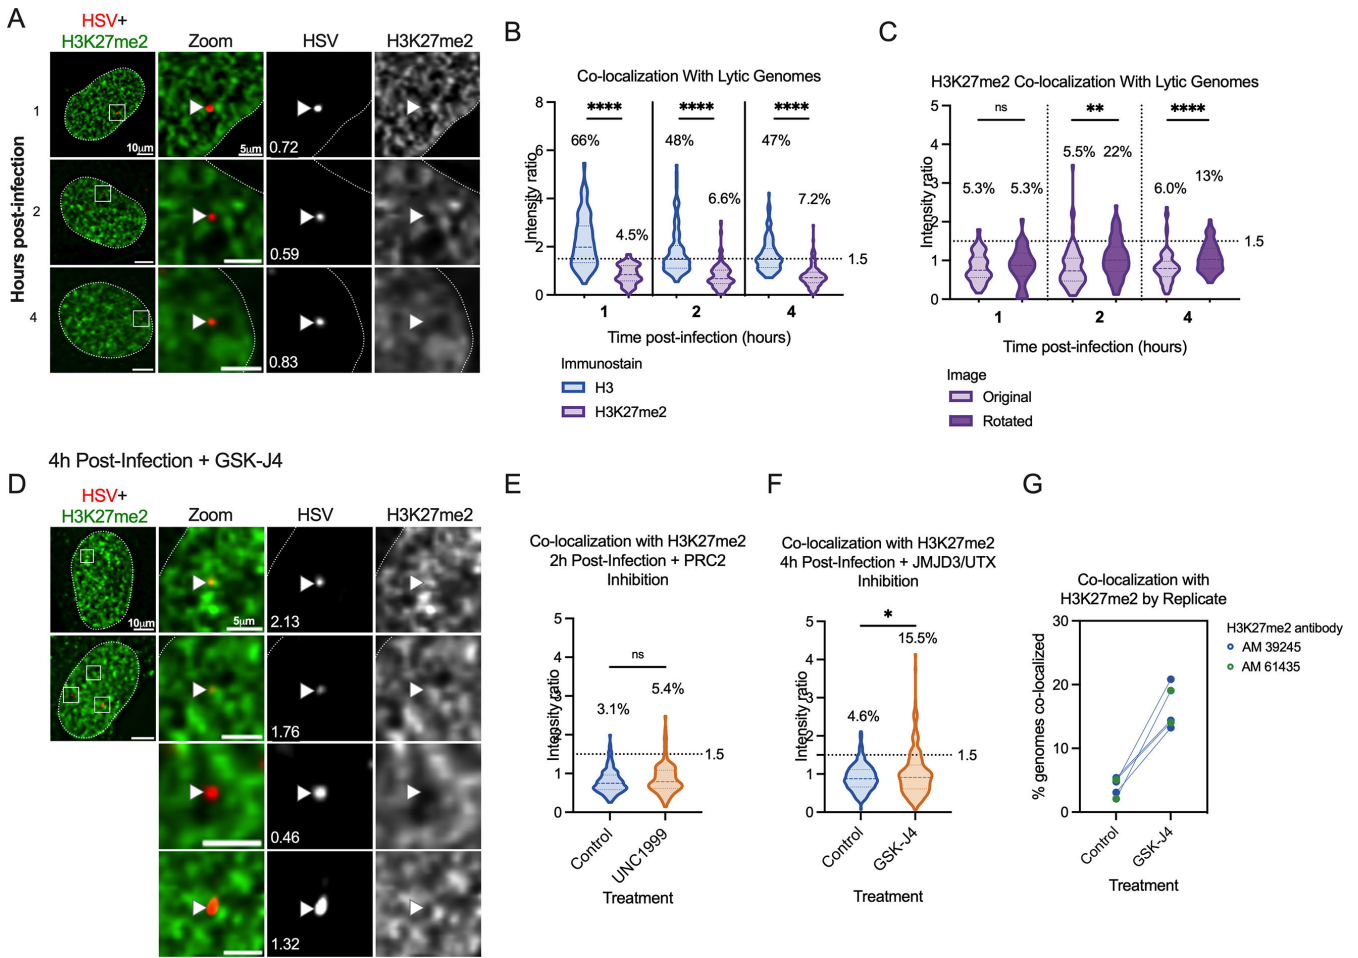 A
HSV+
H3K27me2
Zoom
HSV
H3K27me2
Hours post-infection
1
10µm
5µm
0.72
2
0.59
4
0.83
B
Co-localization With Lytic Genomes
Intensity ratio
8
6
4
2
0
****
****
****
66%
4.5%
48%
6.6%
47%
7.2%
1.5
1
2
4
Time post-infection (hours)
Immunostain
H3
H3K27me2
C
H3K27me2 Co-localization With Lytic Genomes
Intensity ratio
5
4
3
2
1
0
ns
**
****
5.3%
5.3%
5.5%
22%
6.0%
13%
1.5
1
2
4
Time post-infection (hours)
Image
Original
Rotated
4h Post-Infection + GSK-J4
D
HSV+
H3K27me2
Zoom
HSV
H3K27me2
10µm
5µm
2.13
1.76
0.46
1.32
E
Co-localization with H3K27me2
2h Post-Infection + PRC2
Inhibition
Intensity ratio
5
4
3
2
1
0
ns
3.1%
5.4%
1.5
Control
UNC1999
Treatment
F
Co-localization with H3K27me2
4h Post-Infection + JMJD3/UTX
Inhibition
Intensity ratio
5
4
3
2
1
0
*
4.6%
15.5%
1.5
Control
GSK-J4
Treatment
G
Co-localization with
H3K27me2 by Replicate
% genomes co-localized
30
20
10
0
Control
GSK-J4
Treatment
H3K27me2 antibody
AM 39245
AM 61435